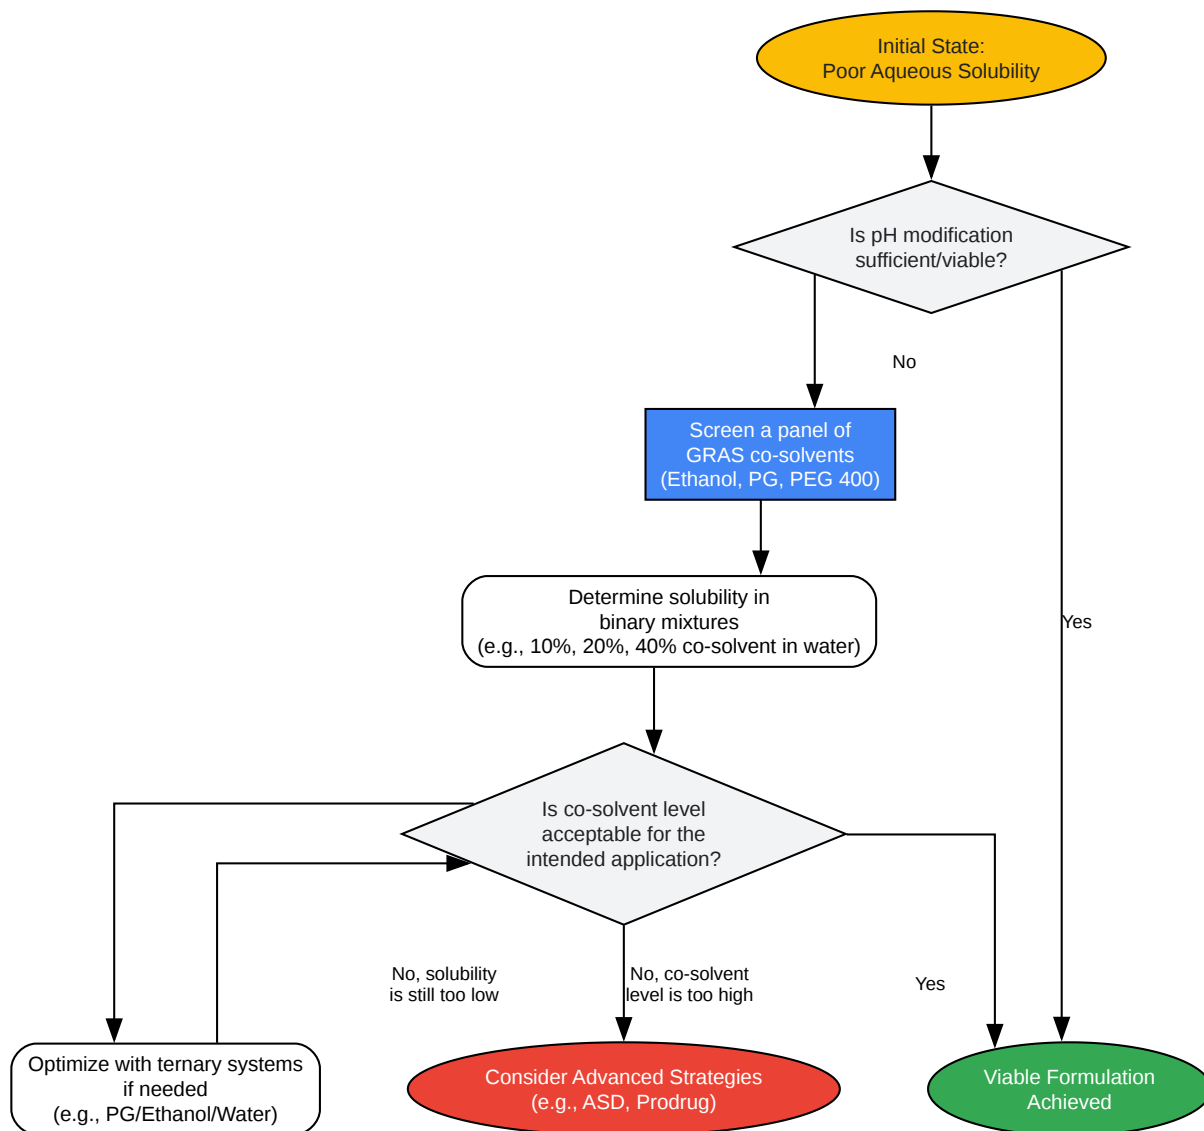 Initial State:
Poor Aqueous Solubility
Is pH modification
sufficient/viable?
No
Screen a panel of
GRAS co-solvents
(Ethanol, PG, PEG 400)
Determine solubility in
binary mixtures
(e.g., 10%, 20%, 40% co-solvent in water)
Yes
Is co-solvent level
acceptable for the
intended application?
No, solubility
is still too low
No, co-solvent
level is too high
Yes
Optimize with ternary systems
if needed
(e.g., PG/Ethanol/Water)
Consider Advanced Strategies
(e.g., ASD, Prodrug)
Viable Formulation
Achieved